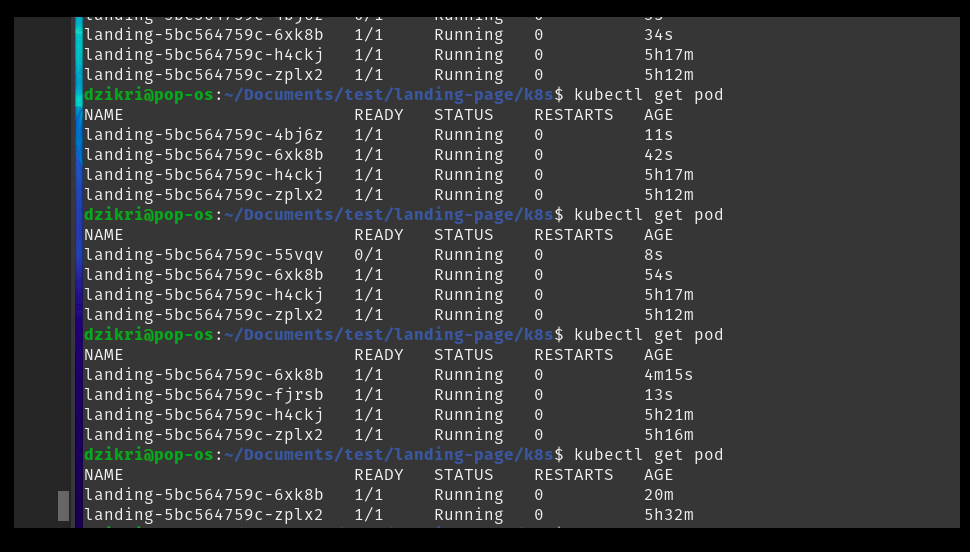 landing-5bc564759c-4bj6z   0/1     Running   0          3s
landing-5bc564759c-6xk8b   1/1     Running   0          34s
landing-5bc564759c-h4ckj   1/1     Running   0          5h17m
landing-5bc564759c-zplx2   1/1     Running   0          5h12m
dzikri@pop-os:~/Documents/test/landing-page/k8s$ kubectl get pod
NAME                       READY   STATUS    RESTARTS   AGE
landing-5bc564759c-4bj6z   1/1     Running   0          11s
landing-5bc564759c-6xk8b   1/1     Running   0          42s
landing-5bc564759c-h4ckj   1/1     Running   0          5h17m
landing-5bc564759c-zplx2   1/1     Running   0          5h12m
dzikri@pop-os:~/Documents/test/landing-page/k8s$ kubectl get pod
NAME                       READY   STATUS    RESTARTS   AGE
landing-5bc564759c-55vqv   0/1     Running   0          8s
landing-5bc564759c-6xk8b   1/1     Running   0          54s
landing-5bc564759c-h4ckj   1/1     Running   0          5h17m
landing-5bc564759c-zplx2   1/1     Running   0          5h12m
dzikri@pop-os:~/Documents/test/landing-page/k8s$ kubectl get pod
NAME                       READY   STATUS    RESTARTS   AGE
landing-5bc564759c-6xk8b   1/1     Running   0          4m15s
landing-5bc564759c-fjrsb   1/1     Running   0          13s
landing-5bc564759c-h4ckj   1/1     Running   0          5h21m
landing-5bc564759c-zplx2   1/1     Running   0          5h16m
dzikri@pop-os:~/Documents/test/landing-page/k8s$ kubectl get pod
NAME                       READY   STATUS    RESTARTS   AGE
landing-5bc564759c-6xk8b   1/1     Running   0          20m
landing-5bc564759c-zplx2   1/1     Running   0          5h32m